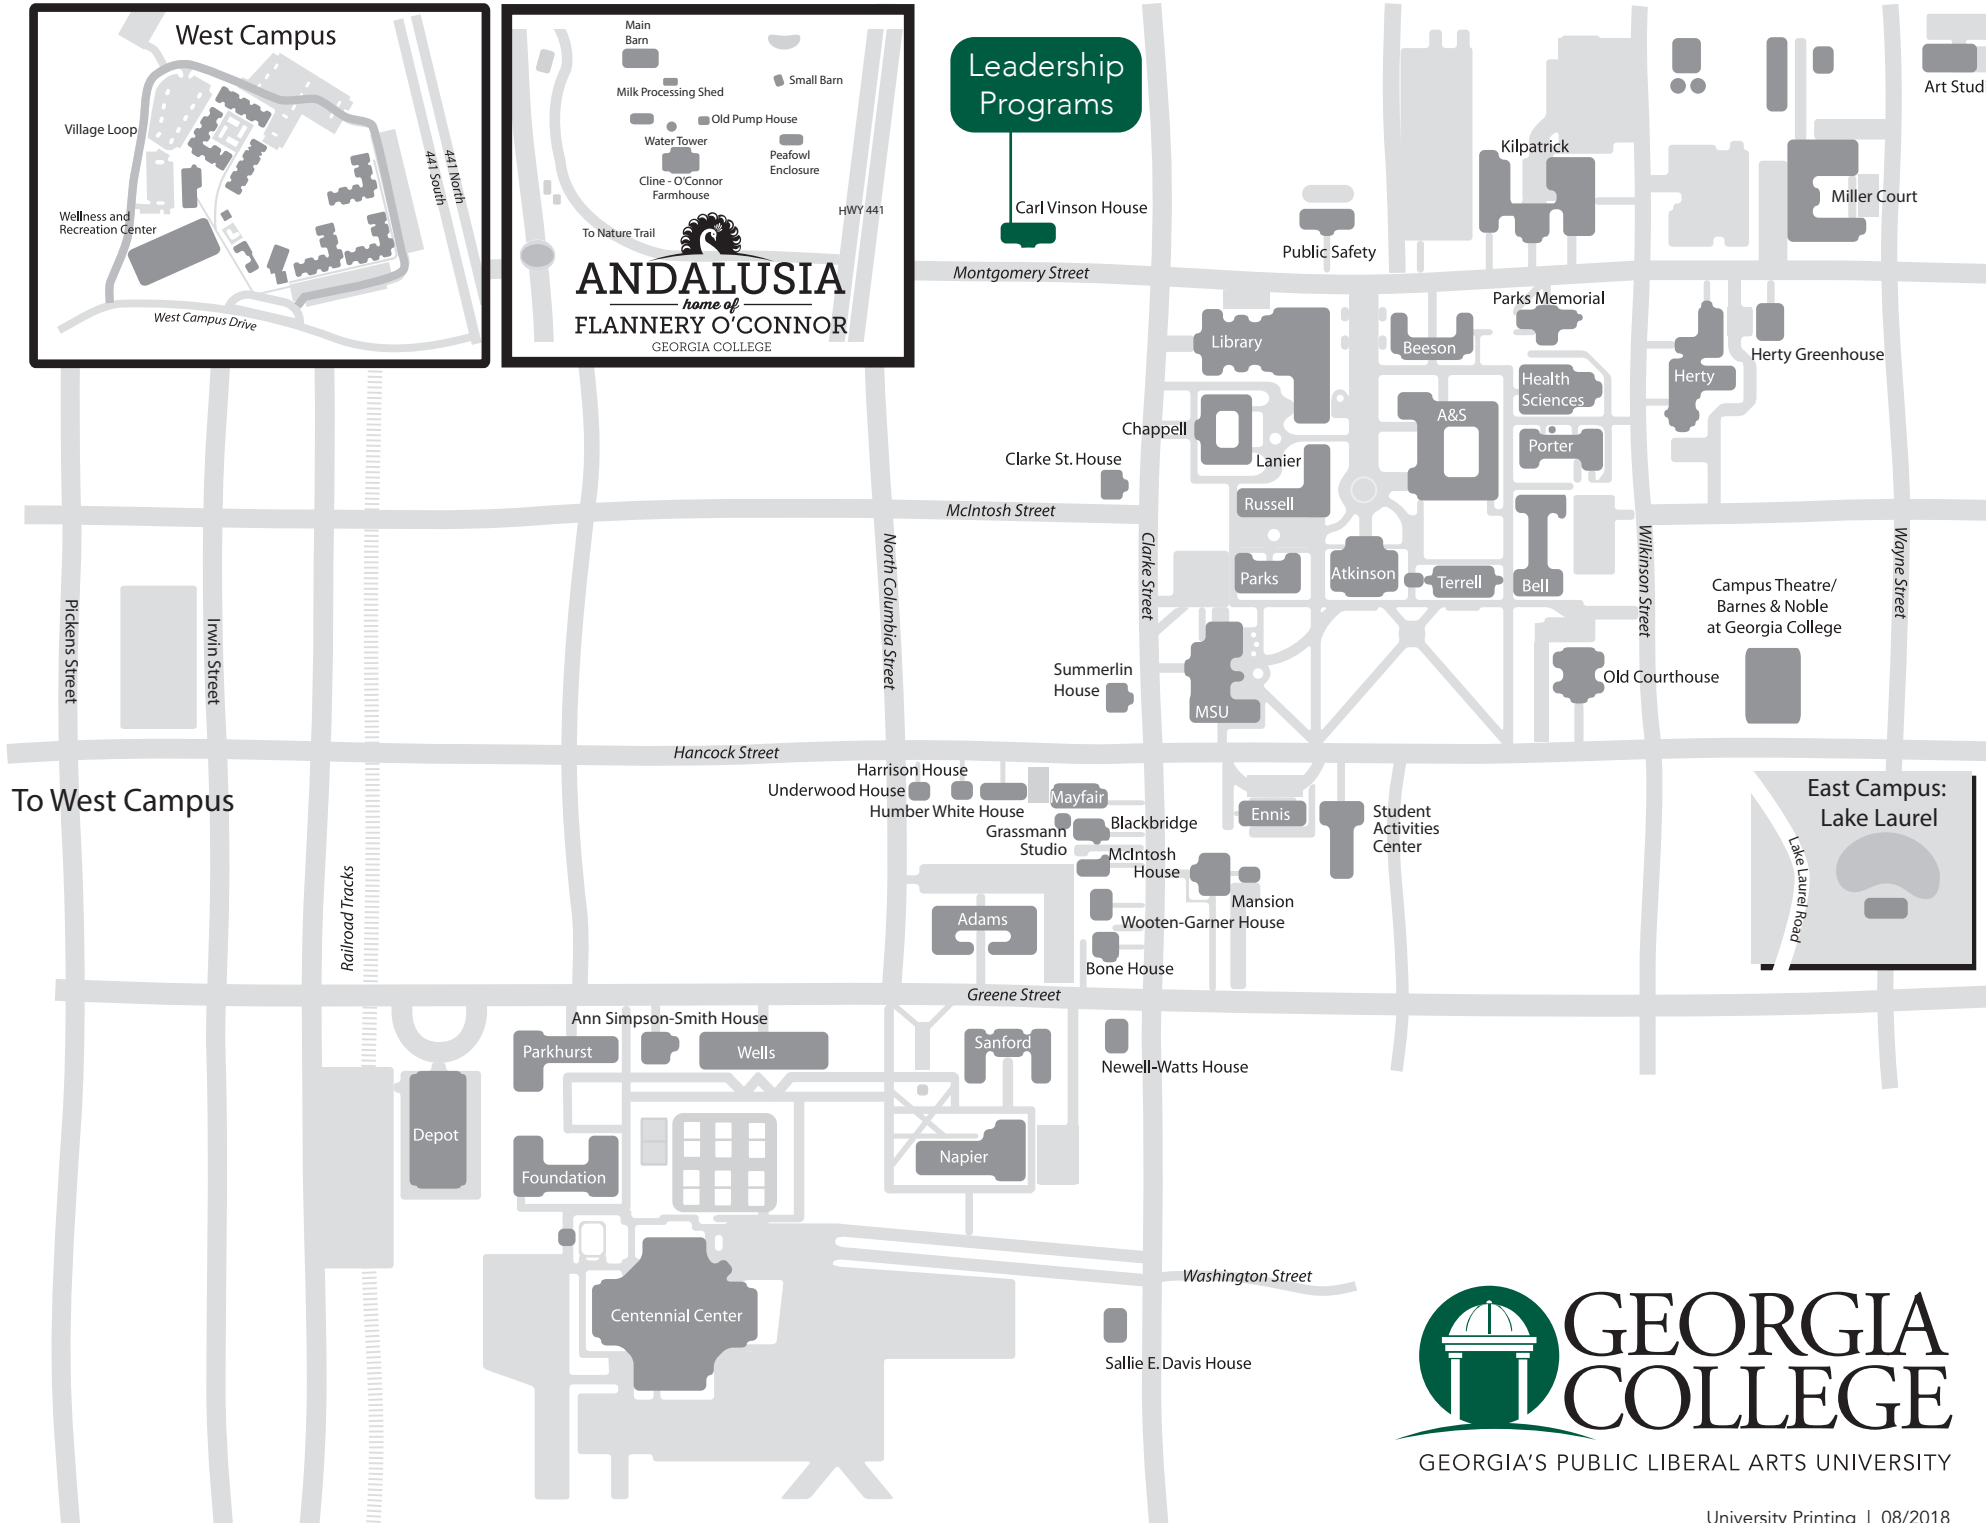 West Campus
Village Loop
Wellness and
Recreation Center
West Campus Drive
441 North
441 South
Main
Barn
Milk Processing Shed
Small Barn
Old Pump House
Water Tower
Peafowl
Enclosure
Cline - O'Connor
Farmhouse
HWY 441
To Nature Trail
ANDALUSIA
home of
FLANNERY O'CONNOR
GEORGIA COLLEGE
Leadership
Programs
Carl Vinson House
Montgomery Street
Public Safety
Kilpatrick
Art Stud
Miller Court
Parks Memorial
Library
Beeson
Herty Greenhouse
Health
Sciences
Herty
A&S
Chappell
Porter
Clarke St. House
Lanier
Russell
McIntosh Street
Pickens Street
Irwin Street
North Columbia Street
Clarke Street
Wilkinson Street
Wayne Street
Parks
Atkinson
Terrell
Bell
Campus Theatre/
Barnes & Noble
at Georgia College
Summerlin
House
MSU
Old Courthouse
Hancock Street
To West Campus
Harrison House
Underwood House
Humber White House
Mayfair
Grassmann
Studio
Blackbridge
McIntosh
House
Ennis
Student
Activities
Center
East Campus:
Lake Laurel
Lake Laurel Road
Railroad Tracks
Adams
Mansion
Wooten-Garner House
Bone House
Greene Street
Ann Simpson-Smith House
Parkhurst
Wells
Sanford
Newell-Watts House
Depot
Foundation
Napier
Centennial Center
Washington Street
Sallie E. Davis House
GEORGIA
COLLEGE
GEORGIA'S PUBLIC LIBERAL ARTS UNIVERSITY
University Printing | 08/2018